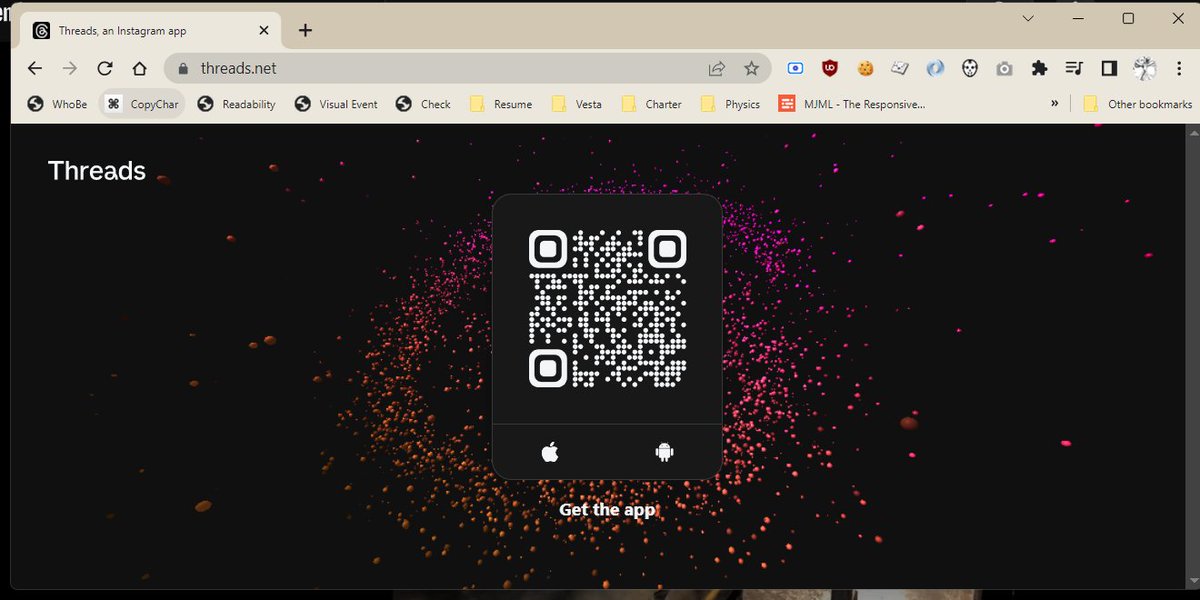 Threads, an Instagram app
threads.net
WhoBe CopyChar Readability Visual Event Check Resume Vesta Charter Physics MJML - The Responsive... » Other bookmarks
Threads
Get the app